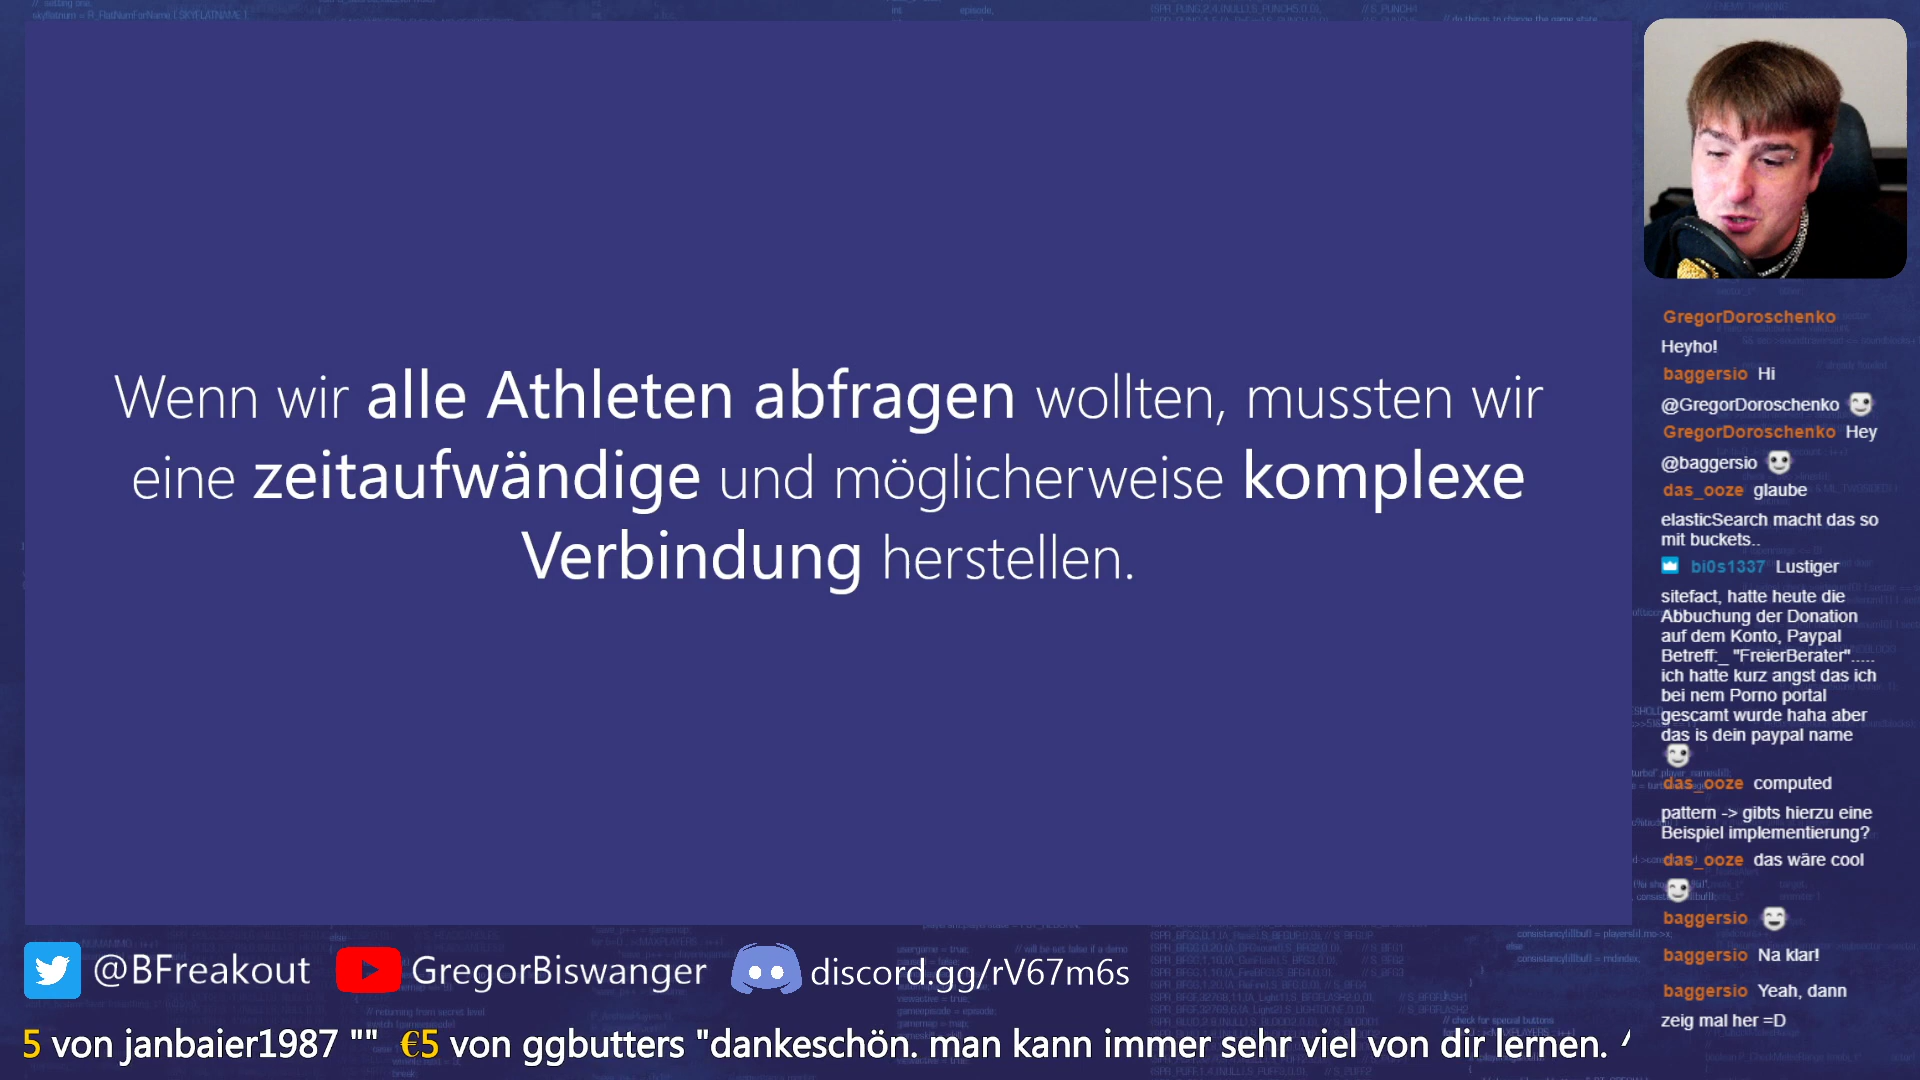 Wenn wir alle Athleten abfragen wollten, mussten wir
eine zeitaufwändige und möglicherweise komplexe
Verbindung herstellen.
GregorDoroschenko
Heyho!
baggersio Hi
@GregorDoroschenko
GregorDoroschenko Hey
@baggersio
das_ooze glaube
elasticSearch macht das so
mit buckets..
bi0s1337 Lustiger
sitefact, hatte heute die
Abbuchung der Donation
auf dem Konto, Paypal
Betreff:_ "FreierBerater".....
ich hatte kurz angst das ich
bei nem Porno portal
gescamt wurde haha aber
das is dein paypal name
das_ooze computed
pattern -> gibts hierzu eine
Beispiel implementierung?
das_ooze das wäre cool
baggersio
baggersio Na klar!
baggersio Yeah, dann
zeig mal her =D
@BFreakout GregorBiswanger discord.gg/rV67m6s
5 von janbaier1987 "" €5 von ggbutters "dankeschön. man kann immer sehr viel von dir lernen.